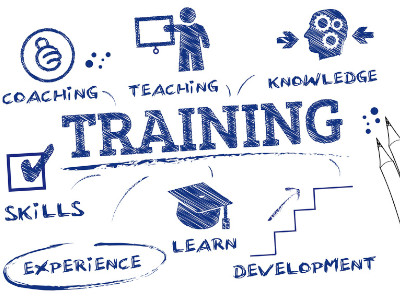 COACHING
TEACHING
KNOWLEDGE
TRAINING
SKILLS
LEARN
EXPERIENCE
DEVELOPMENT